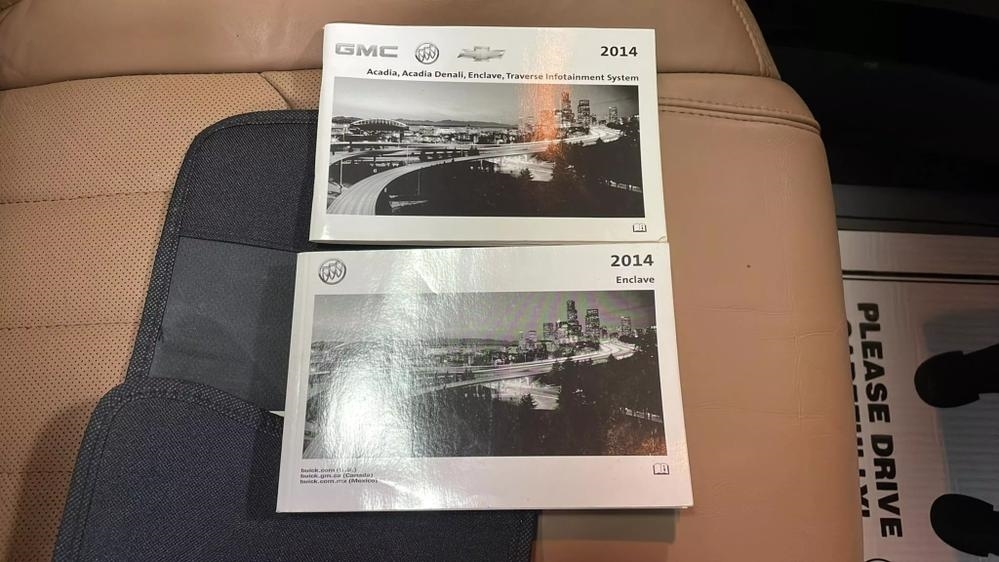 GMC
2014
Acadia, Acadia Denali, Enclave, Traverse Infotainment System
2014
Enclave
buick.com (U.S.)
buick.gm.ca (Canada)
buick.com.mx (Mexico)
PLEASE DRIVE